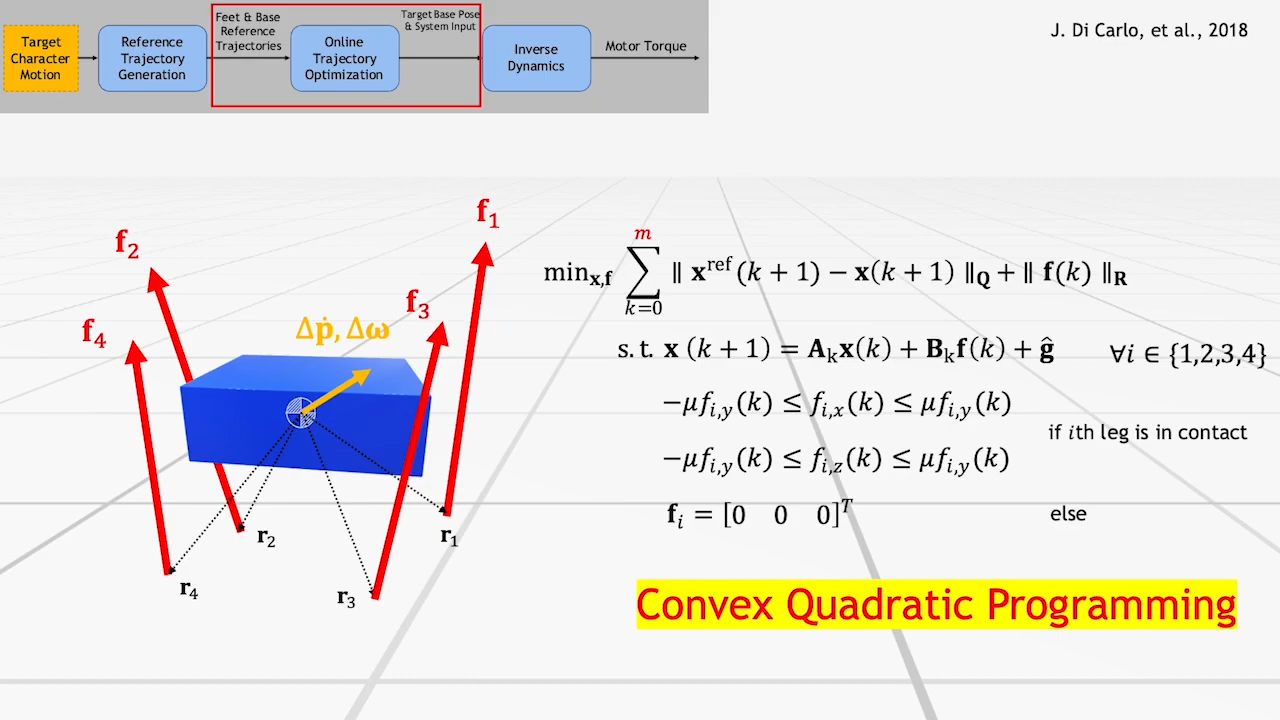 Target
Character
Motion
Reference
Trajectory
Generation
Feet & Base
Reference
Trajectories
Online
Trajectory
Optimization
Target Base Pose
& System Input
Inverse
Dynamics
Motor Torque
J. Di Carlo, et al., 2018
f₁
f₂
f₃
f₄
Δṗ, Δω
r₁
r₂
r₃
r₄
min_{x,f} ∑_{k=0}^{m} ∥ x^{ref}(k + 1) − x(k + 1) ∥_Q + ∥ f(k) ∥_R
s.t. x (k + 1) = A_k x(k) + B_k f(k) + ĝ ∀i ∈ {1,2,3,4}
−μf_{i,y}(k) ≤ f_{i,x}(k) ≤ μf_{i,y}(k)
if ith leg is in contact
−μf_{i,y}(k) ≤ f_{i,z}(k) ≤ μf_{i,y}(k)
f_i = [0 0 0]^T else
Convex Quadratic Programming